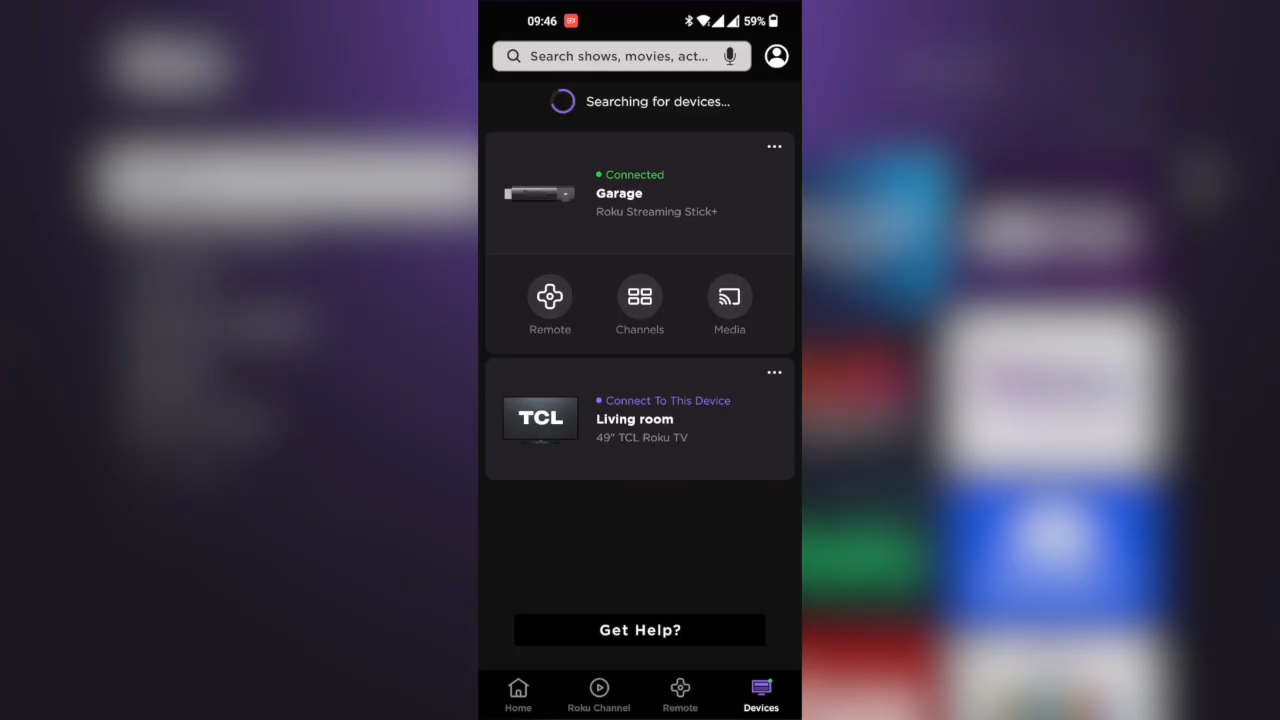 09:46
59%
Search shows, movies, act...
Searching for devices...
Connected
Garage
Roku Streaming Stick+
Remote
Channels
Media
TCL
Connect To This Device
Living room
49" TCL Roku TV
Get Help?
Home
Roku Channel
Remote
Devices